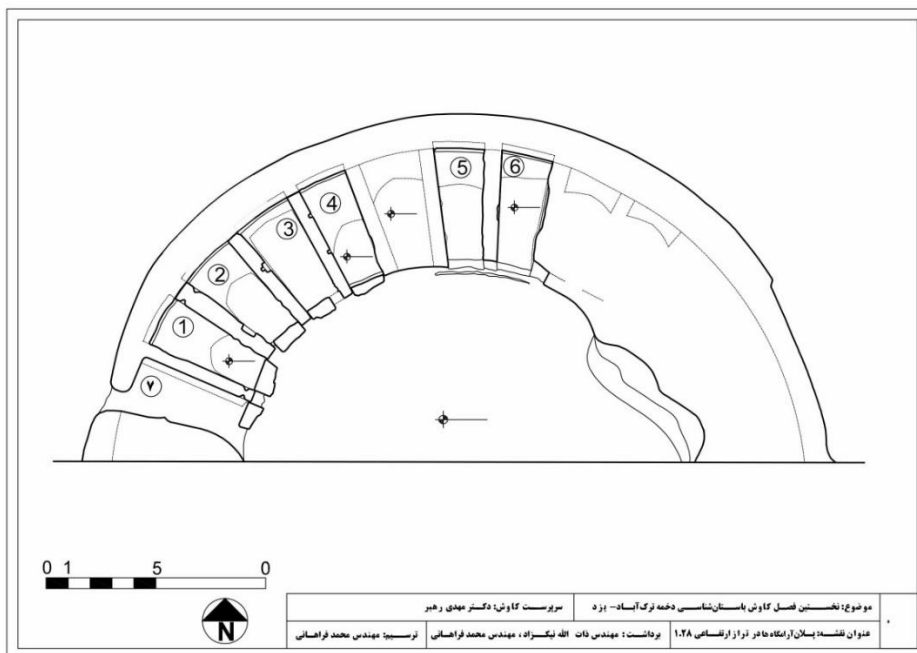 5
6
4
3
2
1
۷
0 1 5 0
N
موضوع: نخستین فصل کاوش باستان‌شناسی دخمه ترک‌آباد- یزد
سرپرست کاوش: دکتر مهدی رهبر
عنوان نقشه: پلان آرامگاه‌ها در تراز ارتفاعی ۱.۲۸
برداشت: مهندس ذات الله نیکزاد، مهندس محمد فراهانی
ترسیم: مهندس محمد فراهانی